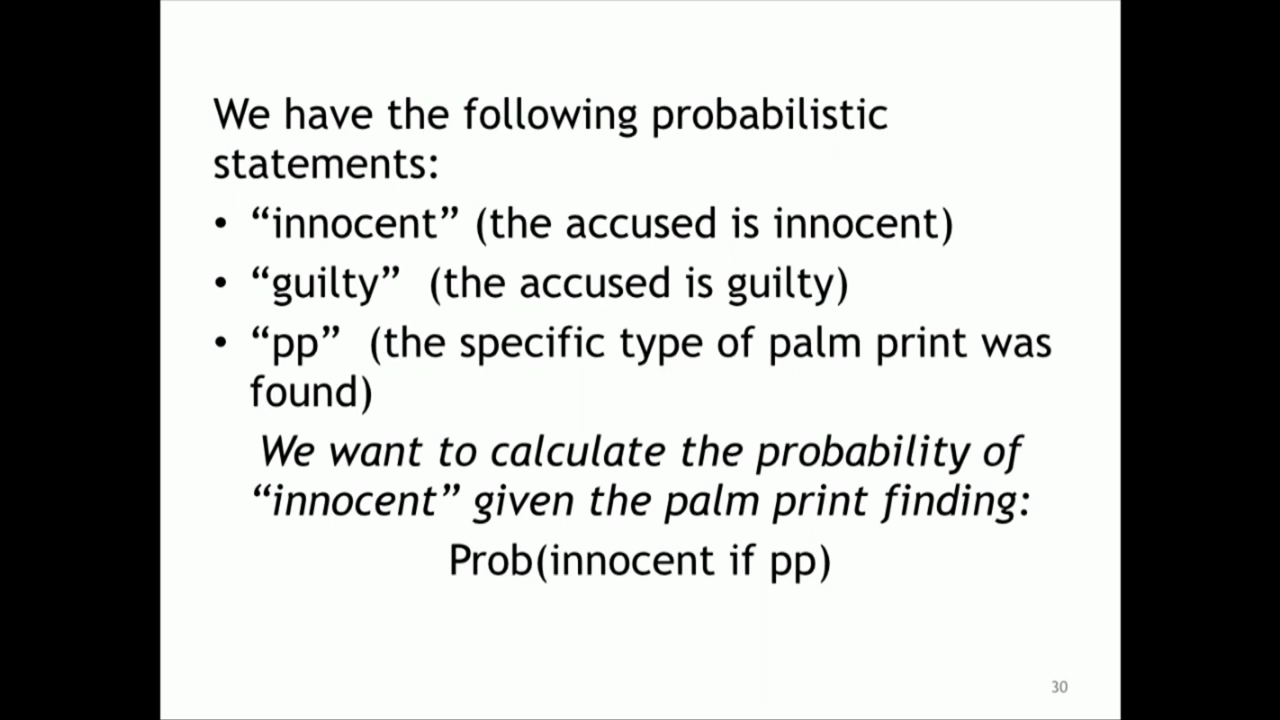 We have the following probabilistic
statements:
• “innocent” (the accused is innocent)
• “guilty”  (the accused is guilty)
• “pp”  (the specific type of palm print was
found)
We want to calculate the probability of
“innocent” given the palm print finding:
Prob(innocent if pp)
30